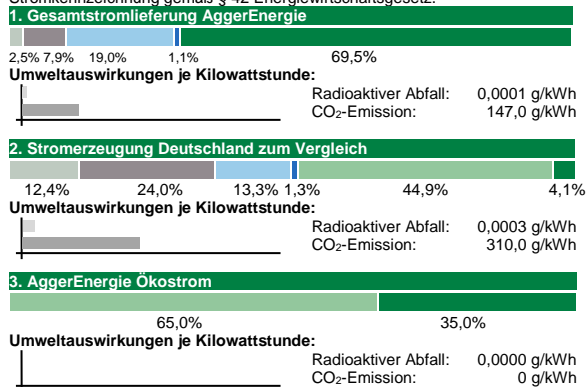 Stromkennzeichnung gemäß § 42 Energiewirtschaftsgesetz:
1. Gesamtstromlieferung AggerEnergie
2,5% 7,9% 19,0% 1,1% 69,5%
Umweltauswirkungen je Kilowattstunde:
Radioaktiver Abfall: 0,0001 g/kWh
CO₂-Emission: 147,0 g/kWh
2. Stromerzeugung Deutschland zum Vergleich
12,4% 24,0% 13,3% 1,3% 44,9% 4,1%
Umweltauswirkungen je Kilowattstunde:
Radioaktiver Abfall: 0,0003 g/kWh
CO₂-Emission: 310,0 g/kWh
3. AggerEnergie Ökostrom
65,0% 35,0%
Umweltauswirkungen je Kilowattstunde:
Radioaktiver Abfall: 0,0000 g/kWh
CO₂-Emission: 0 g/kWh